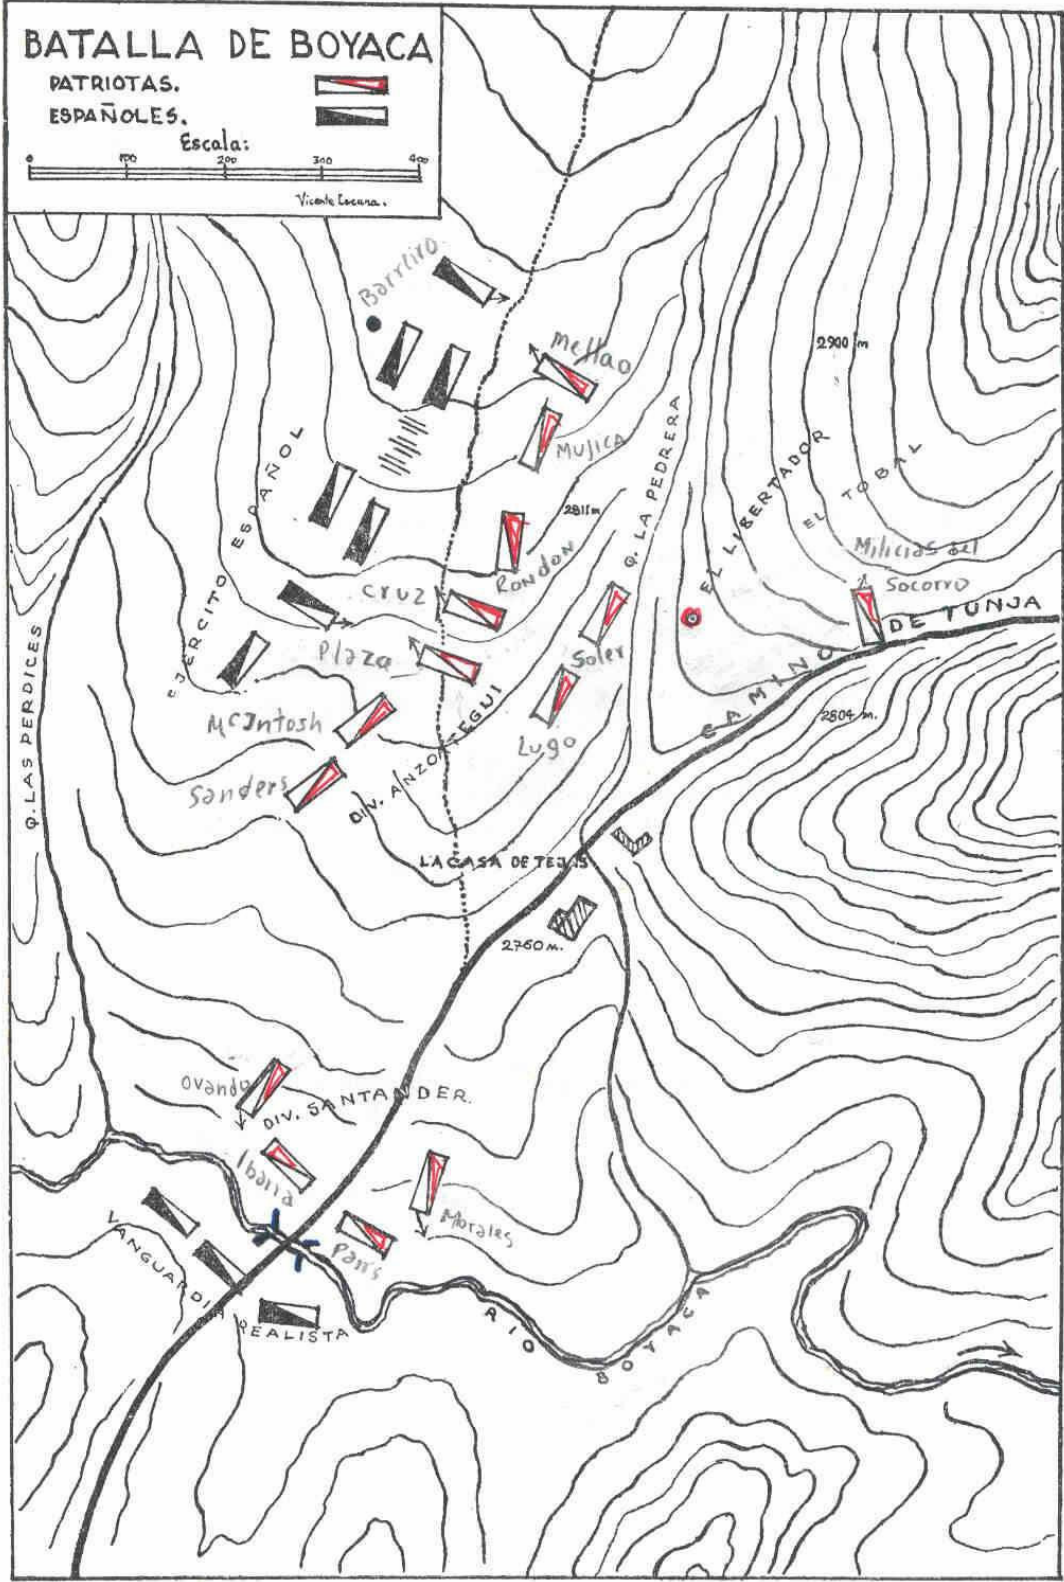 BATALLA DE BOYACA
PATRIOTAS.
ESPAÑOLES.
Escala:
0 100 200 300 400
Vicente Lecuna.
Barreiro
Mellao
2900 m
Mujica
Q. LA PEDRERA
EL LIBERTADOR
EL TOBAL
ESPAÑOL
2811m
Rondon
Milicias del
Socorro
Cruz
EJERCITO
Plaza
Soler
CAMINO DE TUNJA
Q. LAS PERDICES
McIntosh
Lugo
2804 m.
Sanders
DIV. ANZOATEGUI
LA CASA DE TEJAS
2760 m.
Ovando
DIV. SANTANDER.
Ibarra
Morales
Paris
VANGUARDIA REALISTA
RIO BOYACA